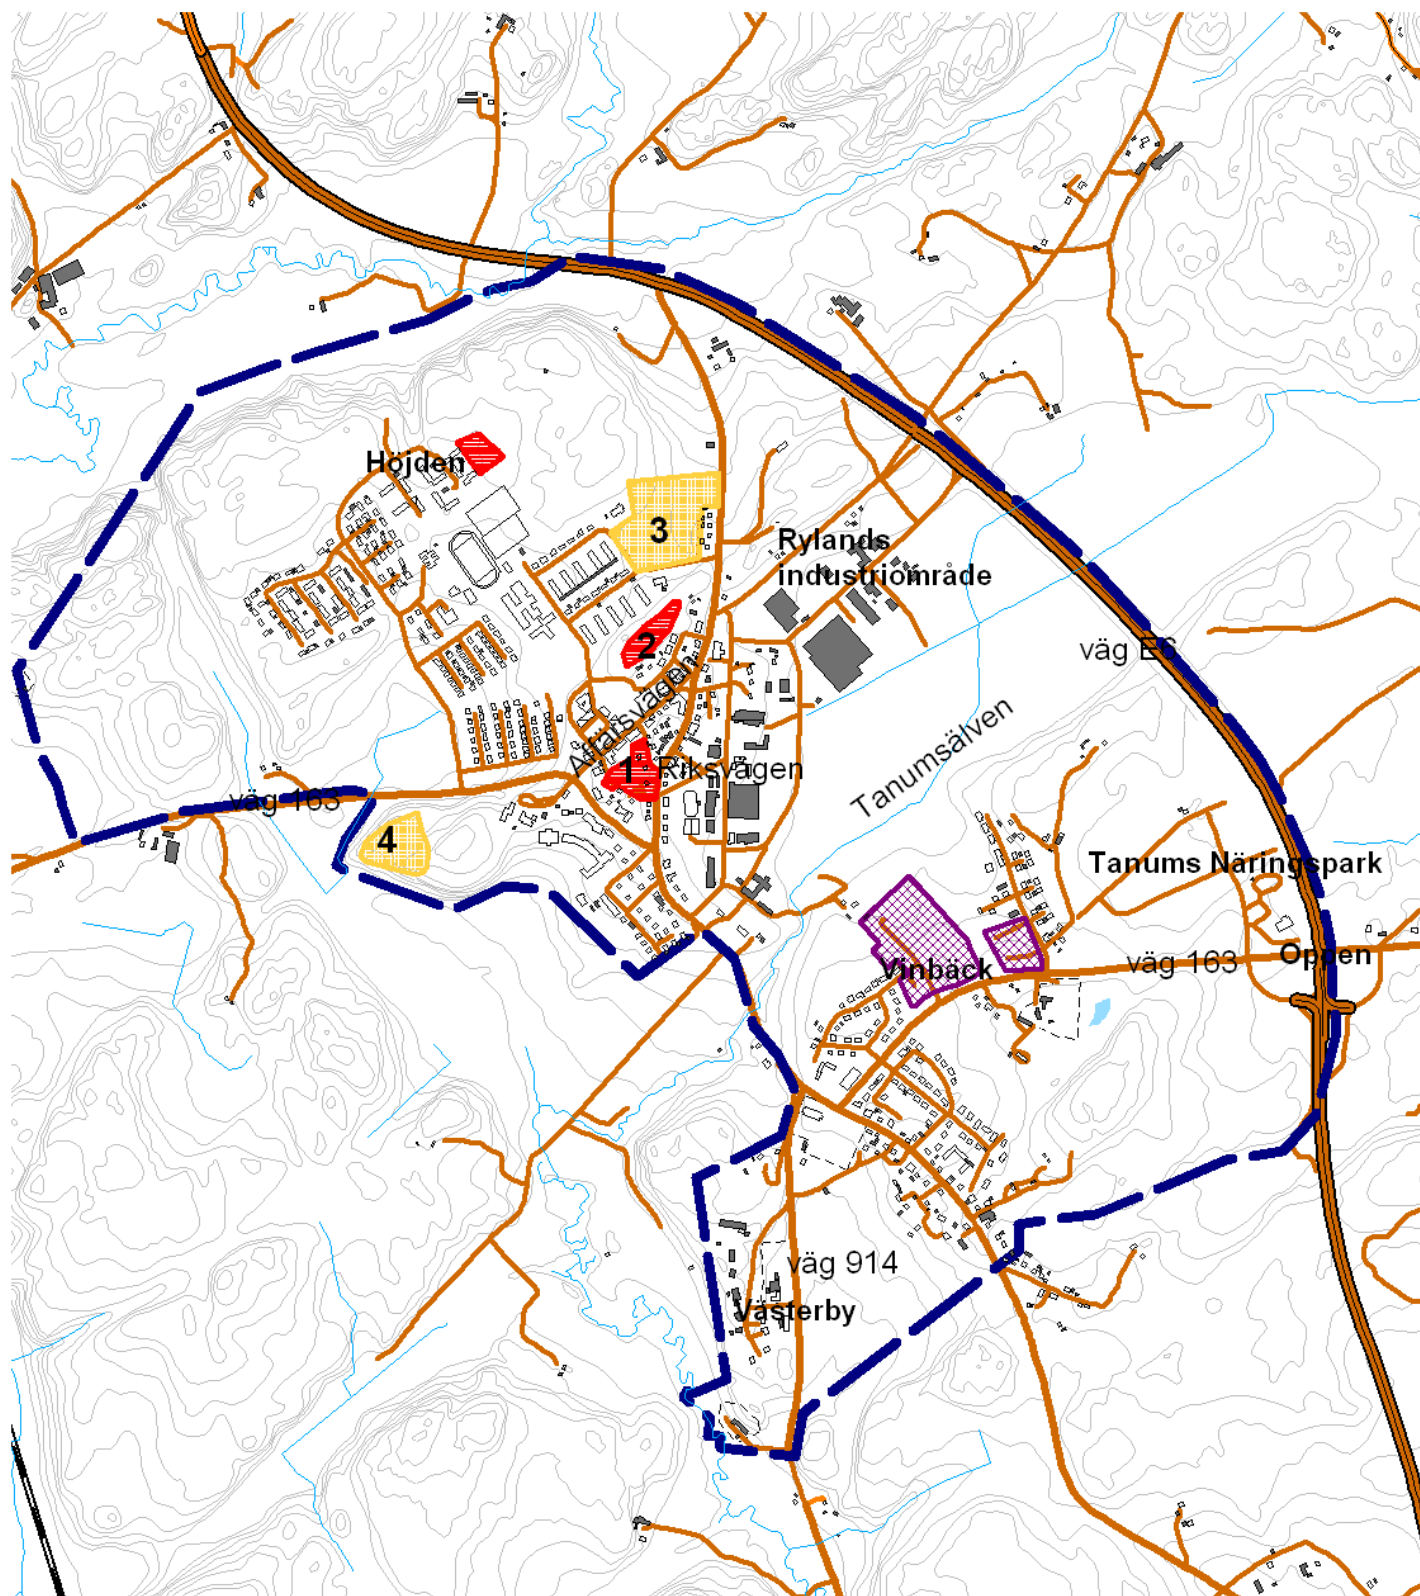 Höjden
3
Rylands
industriområde
2
väg E6
Affärsvägen
1
Riksvägen
Tanumsälven
väg 163
4
Tanums Näringspark
Vinbäck
väg 163
Oppen
väg 914
Västerby